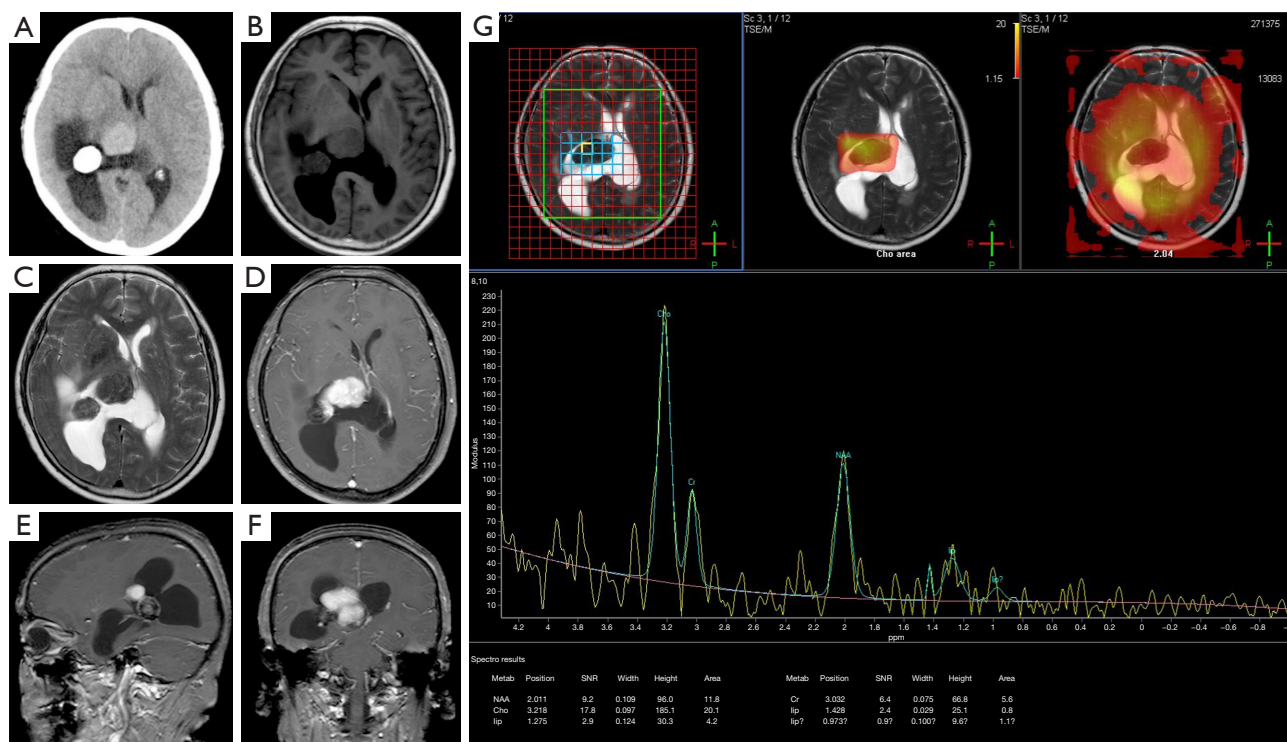 A
B
G
/ 12
Sc 3, 1 / 12
TSE/M
20
1.15
Sc 3, 1 / 12
TSE/M
271375
13083
A
R L
P
A
R L
P
Cho area
A
R L
P
2.04
C
D
E
F
8,10
230
220
210
200
190
180
170
160
150
140
130
120
110
100
90
80
70
60
50
40
30
20
10
Modulus
Cho
Cr
NAA
lip
lip?
4.2 4.0 3.8 3.6 3.4 3.2 3 2.8 2.6 2.4 2.2 2 1.8 1.6 1.4 1.2 1 0.8 0.6 0.4 0.2 0.1 −0.2 −0.4 −0.6 −0.8
ppm
Spectro results
Metab Position SNR Width Height Area Metab Position SNR Width Height Area
NAA 2.011 9.2 0.109 96.0 11.8 Cr 3.032 6.4 0.075 66.8 5.6
Cho 3.218 17.8 0.097 185.1 20.1 lip 1.428 2.4 0.029 25.1 0.8
lip 1.275 2.9 0.124 30.3 4.2 lip? 0.973? 0.9? 0.100? 9.6? 1.1?